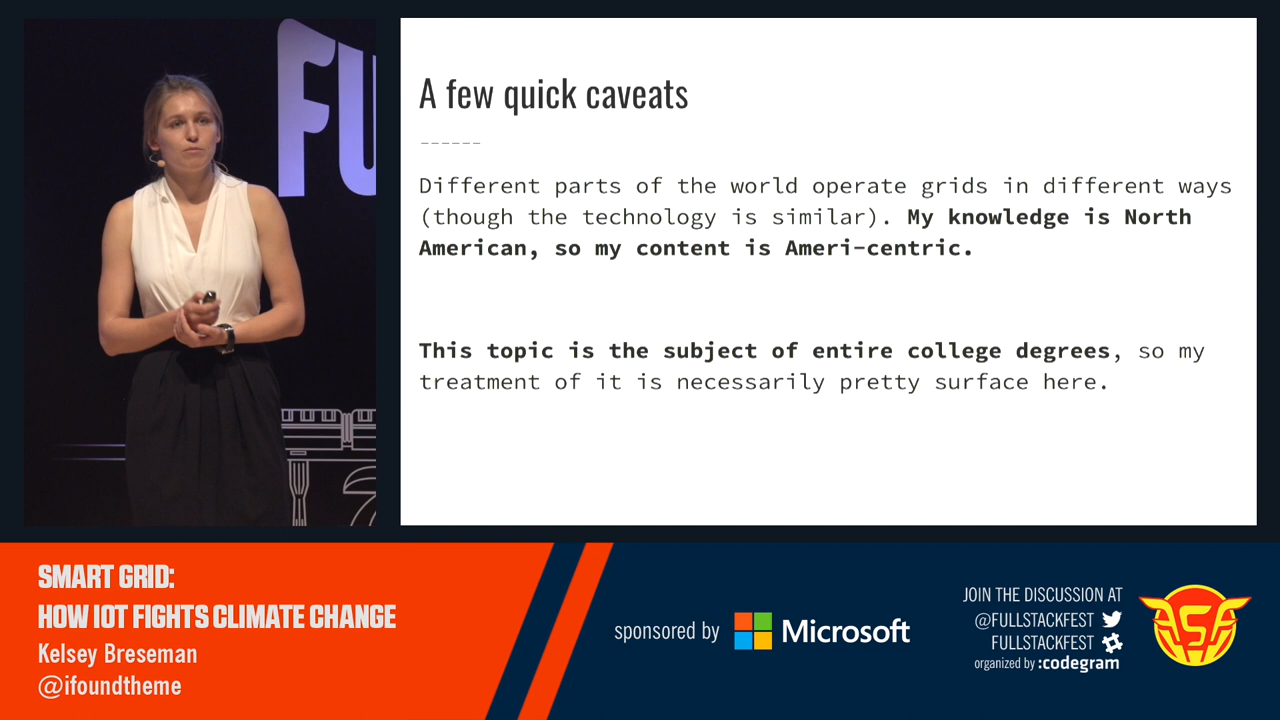 FU
A few quick caveats
------
Different parts of the world operate grids in different ways
(though the technology is similar). My knowledge is North
American, so my content is Ameri-centric.
This topic is the subject of entire college degrees, so my
treatment of it is necessarily pretty surface here.
SMART GRID:
HOW IOT FIGHTS CLIMATE CHANGE
Kelsey Breseman
@ifoundtheme
sponsored by Microsoft
JOIN THE DISCUSSION AT
@FULLSTACKFEST
FULLSTACKFEST
organized by :codegram
FSF